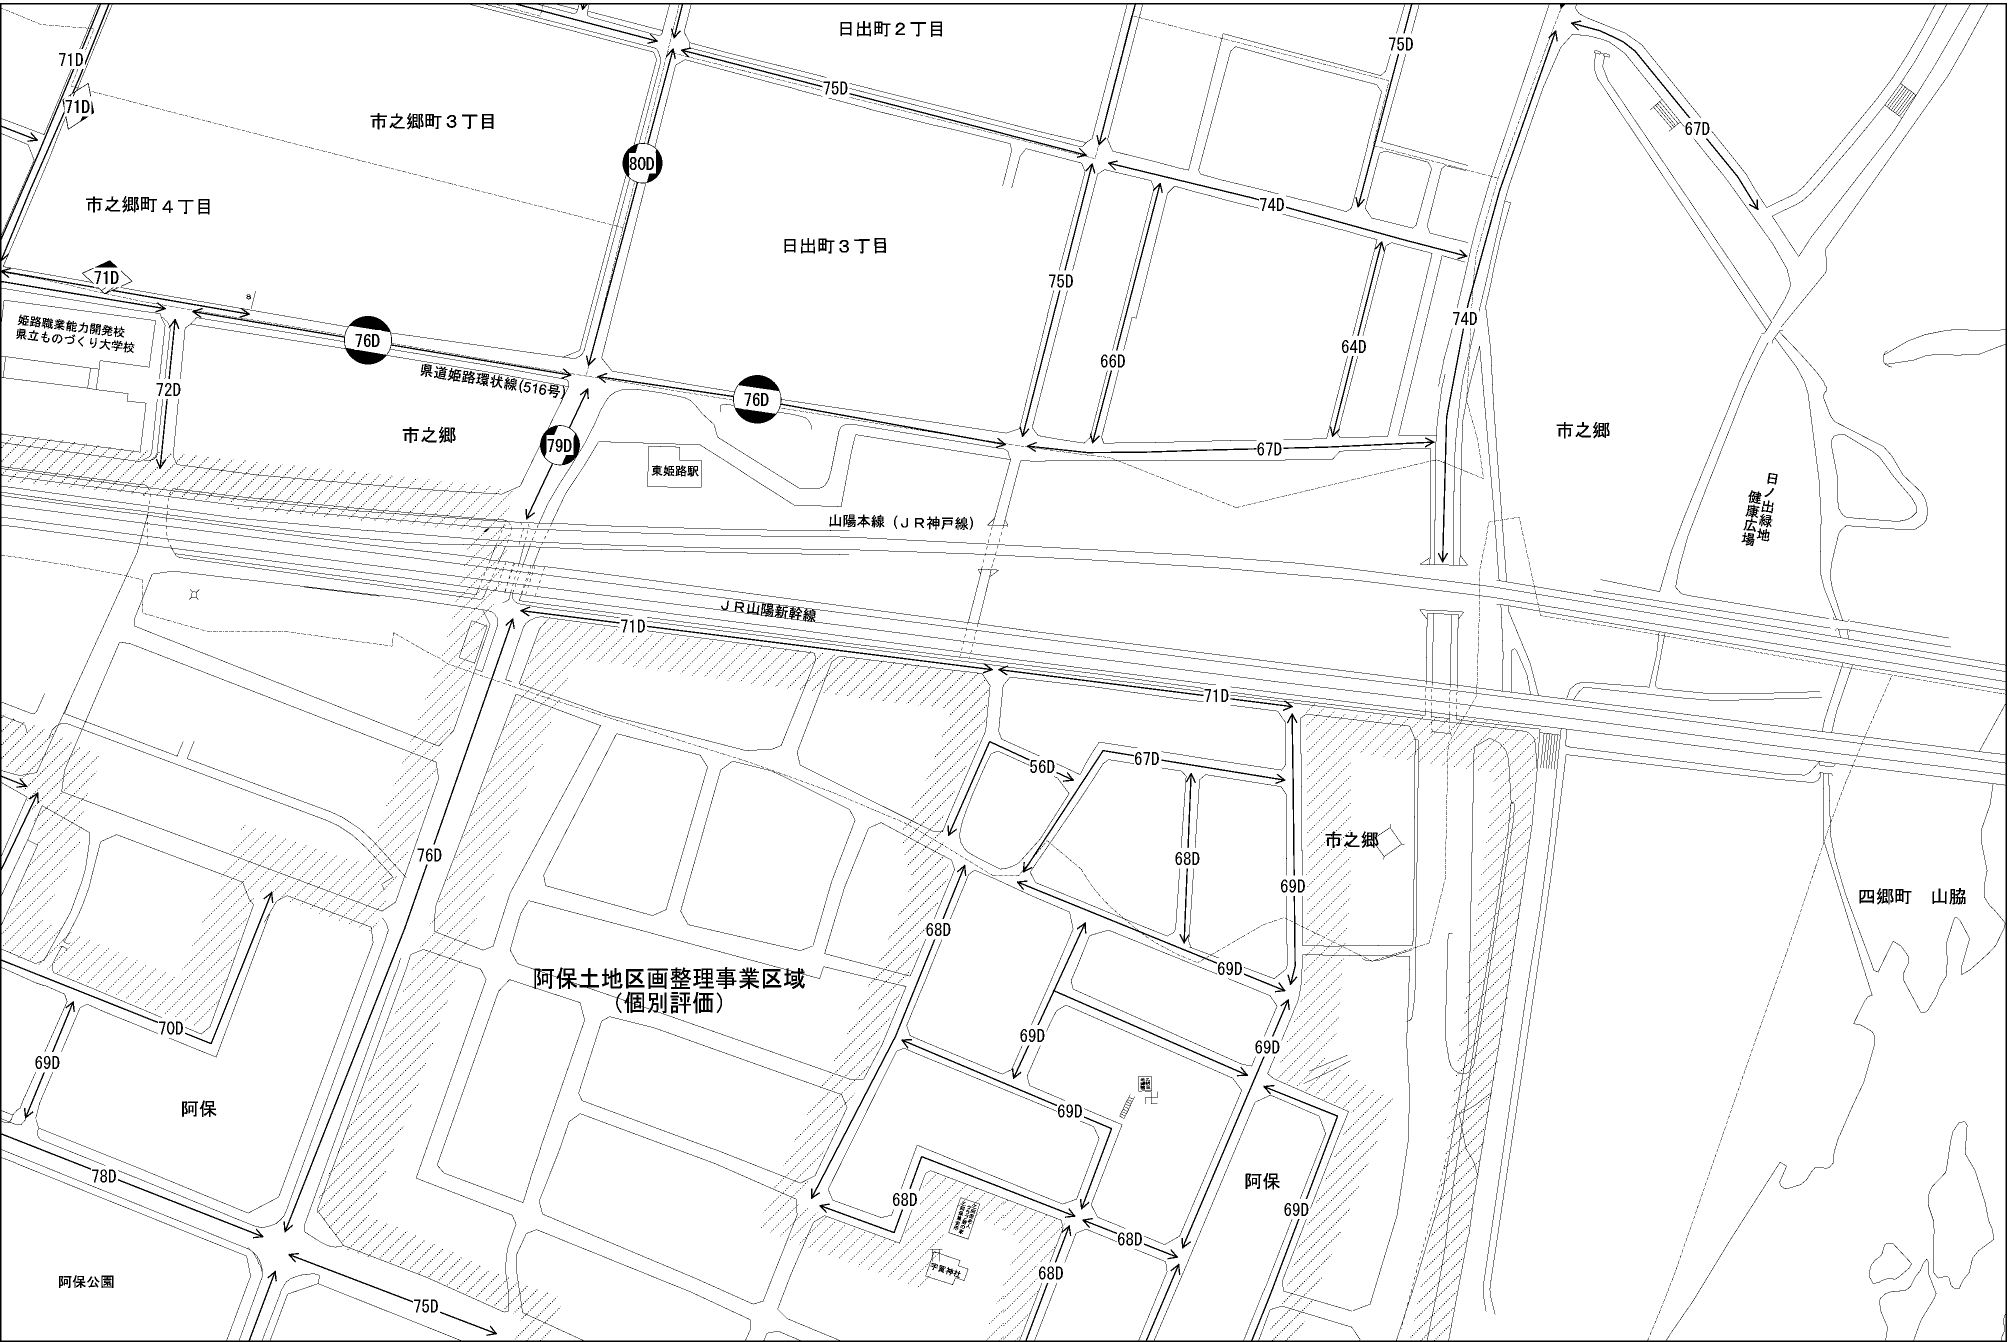 日出町２丁目
75D
71D
75D
71D
市之郷町３丁目
67D
80D
市之郷町４丁目
74D
日出町３丁目
71D
75D
姫路職業能力開発校
県立ものづくり大学校
74D
76D
64D
66D
県道姫路環状線(516号)
72D
76D
市之郷
79D
67D
市之郷
東姫路駅
日ノ出緑地
健康広場
山陽本線（ＪＲ神戸線）
ＪＲ山陽新幹線
71D
71D
56D
67D
76D
68D
市之郷
69D
四郷町　山脇
68D
69D
阿保土地区画整理事業区域
（個別評価）
70D
69D
69D
69D
阿保
69D
78D
68D
阿保
69D
68D
宇賀神社
68D
阿保公園
75D